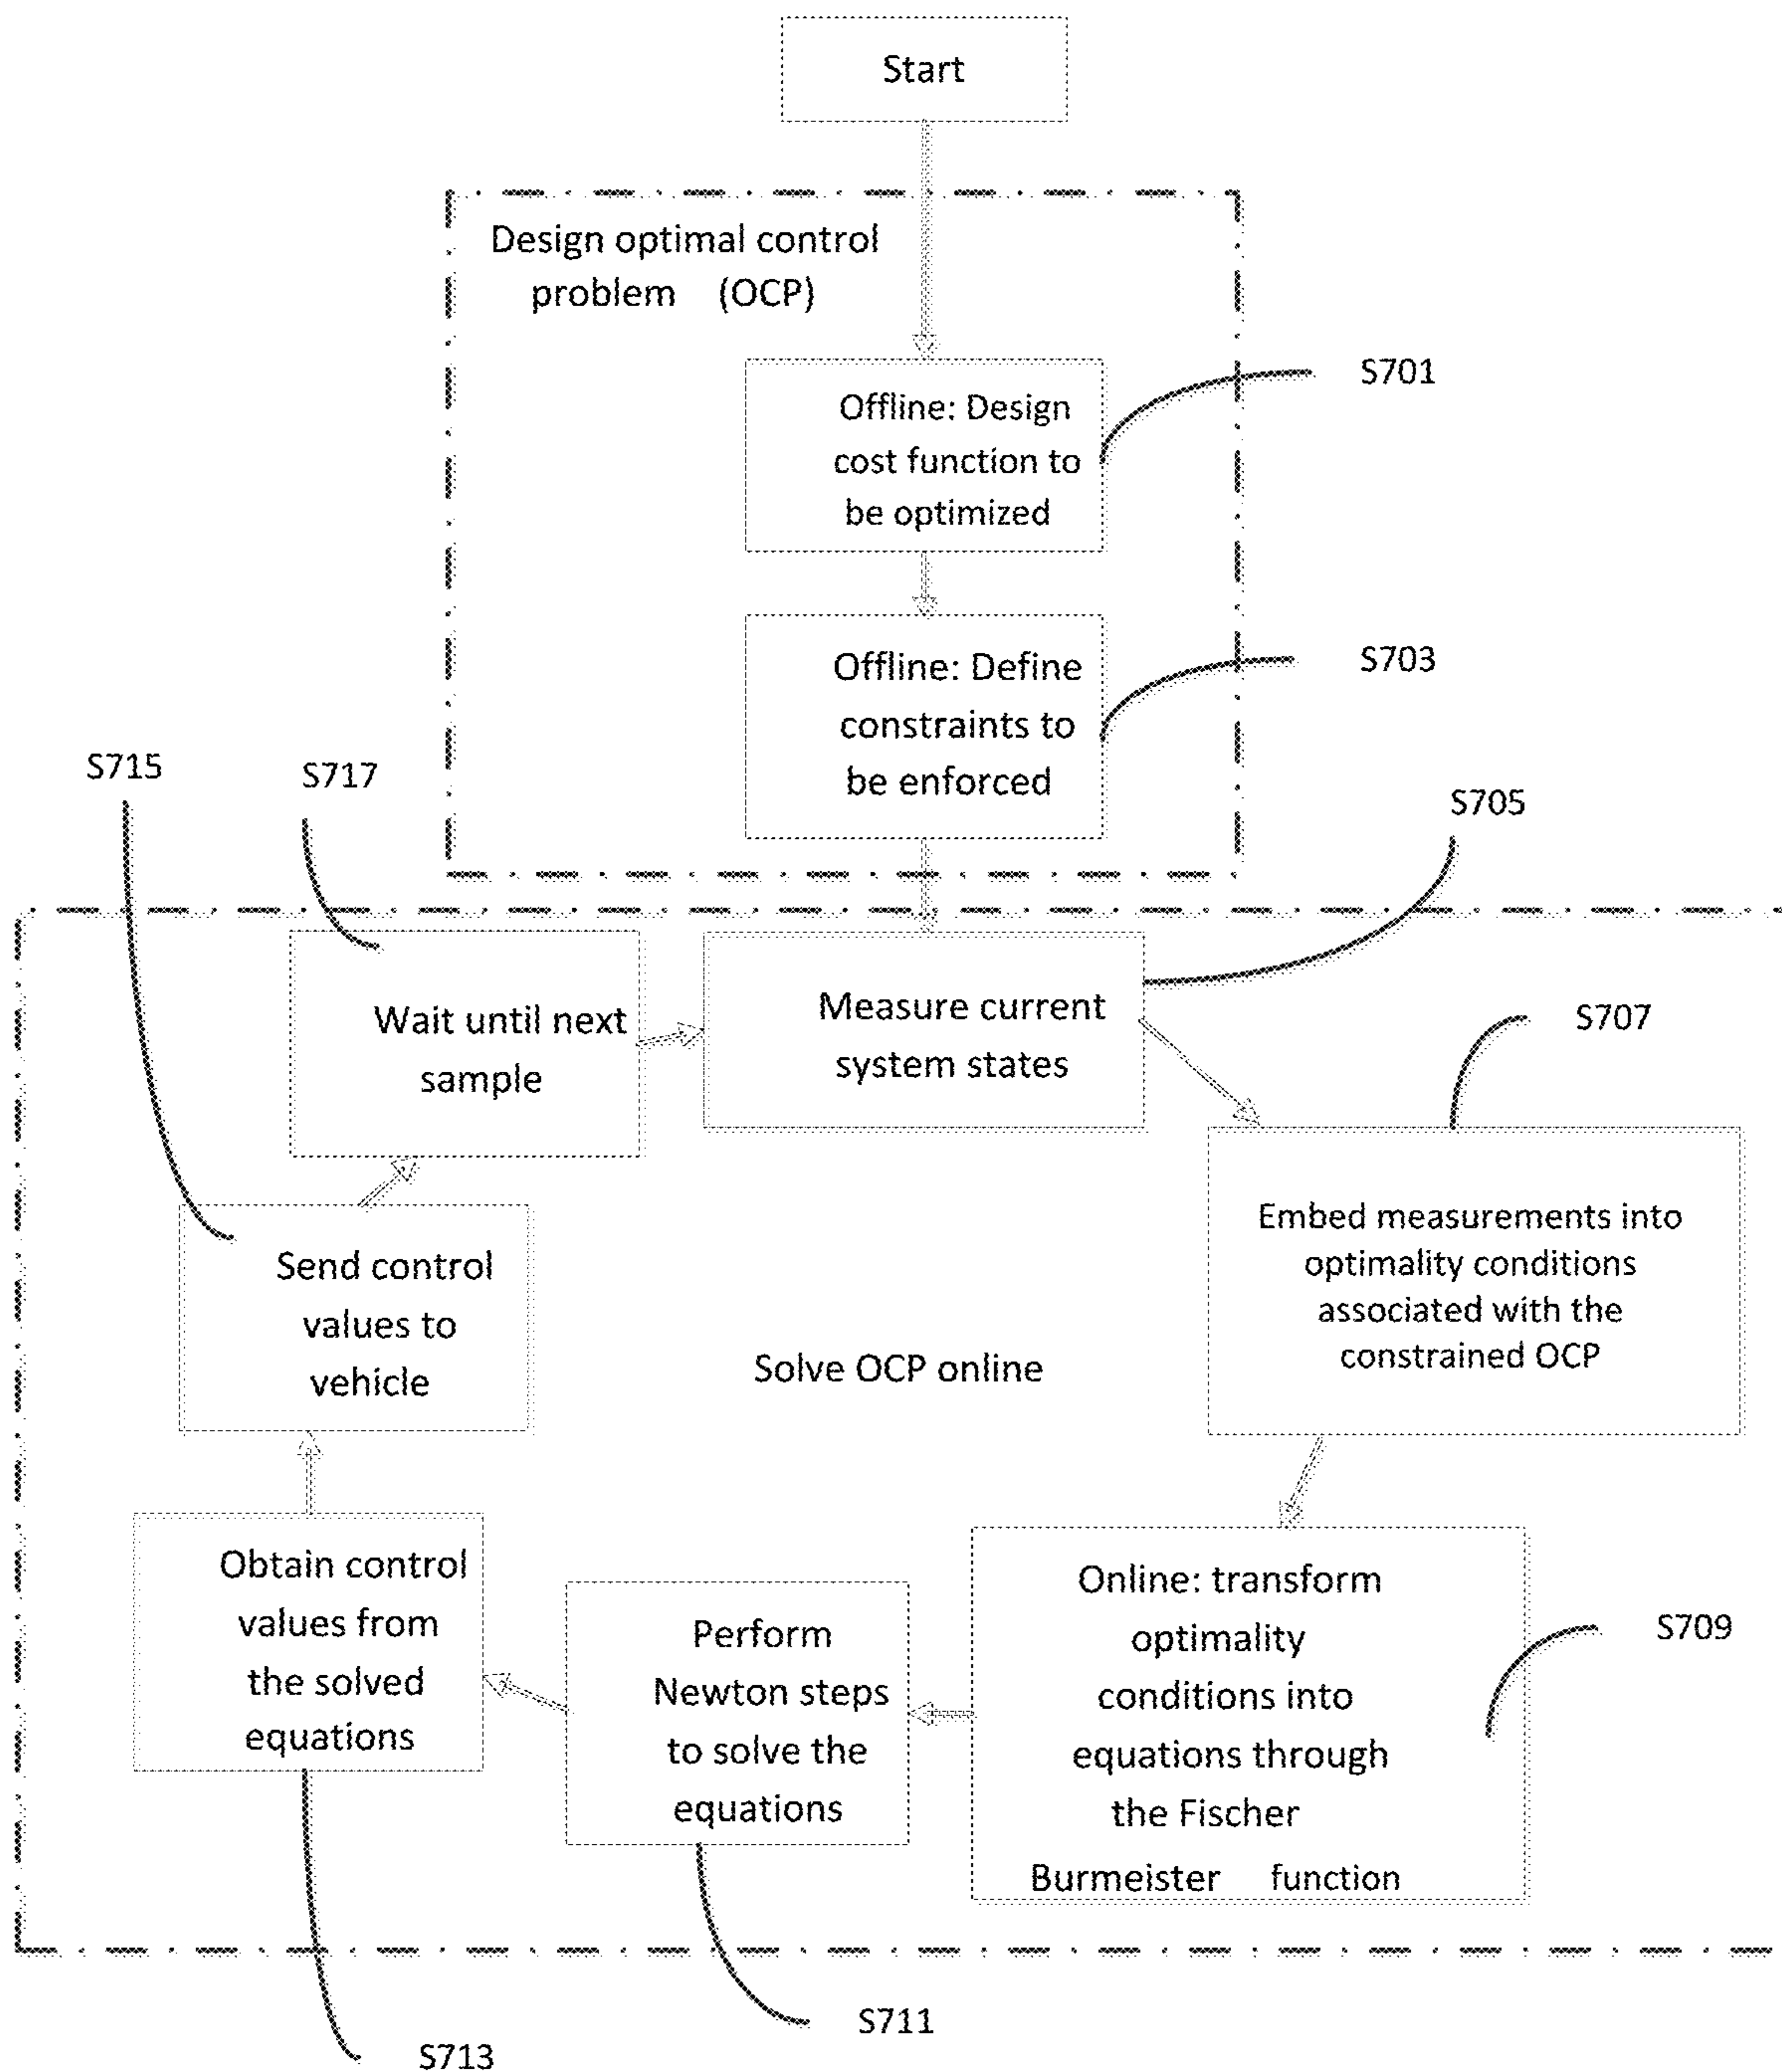 Start
Design optimal control
problem (OCP)
Offline: Design
cost function to
be optimized
S701
Offline: Define
constraints to
be enforced
S703
S715
S717
S705
Wait until next
sample
Measure current
system states
S707
Send control
values to
vehicle
Embed measurements into
optimality conditions
associated with the
constrained OCP
Solve OCP online
Obtain control
values from
the solved
equations
Perform
Newton steps
to solve the
equations
Online: transform
optimality
conditions into
equations through
the Fischer
Burmeister function
S709
S711
S713